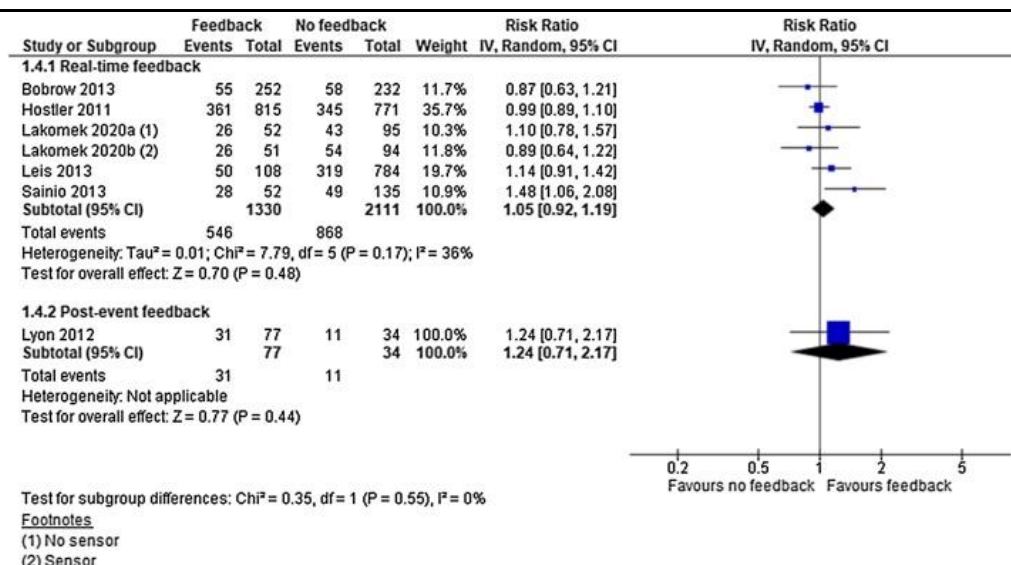 Feedback No feedback Risk Ratio Risk Ratio
Study or Subgroup Events Total Events Total Weight IV, Random, 95% CI IV, Random, 95% CI
1.4.1 Real-time feedback
Bobrow 2013 55 252 58 232 11.7% 0.87 [0.63, 1.21]
Hostler 2011 361 815 345 771 35.7% 0.99 [0.89, 1.10]
Lakomek 2020a (1) 26 52 43 95 10.3% 1.10 [0.78, 1.57]
Lakomek 2020b (2) 26 51 54 94 11.8% 0.89 [0.64, 1.22]
Leis 2013 50 108 319 784 19.7% 1.14 [0.91, 1.42]
Sainio 2013 28 52 49 135 10.9% 1.48 [1.06, 2.08]
Subtotal (95% CI) 1330 2111 100.0% 1.05 [0.92, 1.19]
Total events 546 868
Heterogeneity: Tau² = 0.01; Chi² = 7.79, df = 5 (P = 0.17); I² = 36%
Test for overall effect: Z = 0.70 (P = 0.48)
1.4.2 Post-event feedback
Lyon 2012 31 77 11 34 100.0% 1.24 [0.71, 2.17]
Subtotal (95% CI) 77 34 100.0% 1.24 [0.71, 2.17]
Total events 31 11
Heterogeneity: Not applicable
Test for overall effect: Z = 0.77 (P = 0.44)
0.2 0.5 1 2 5
Favours no feedback Favours feedback
Test for subgroup differences: Chi² = 0.35, df = 1 (P = 0.55), I² = 0%
Footnotes
(1) No sensor
(2) Sensor